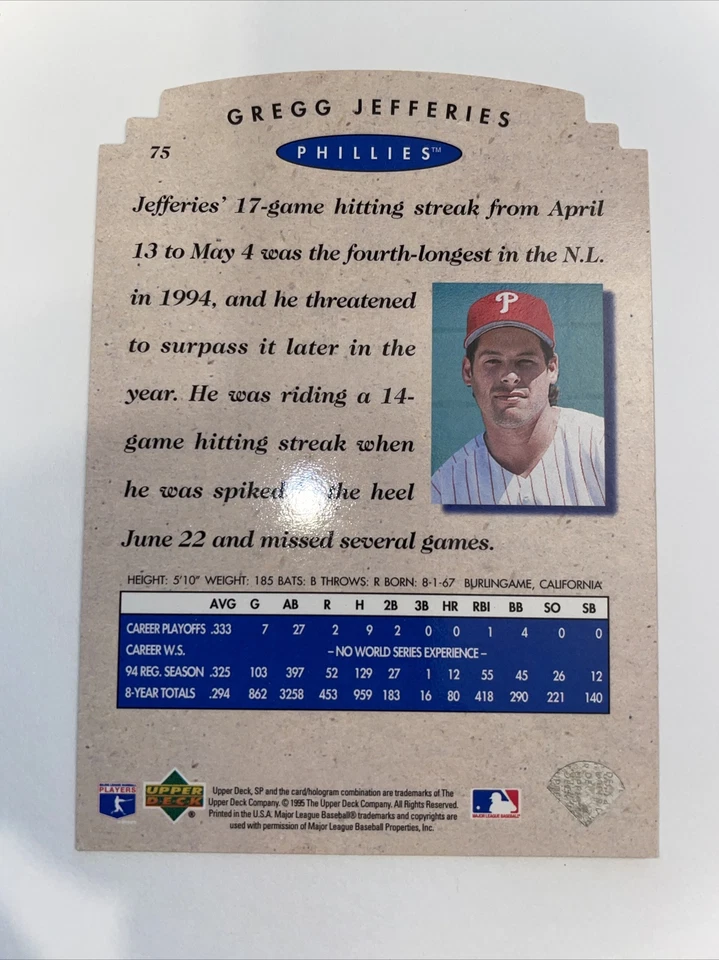 GREGG JEFFERIES
75
PHILLIES™
Jefferies' 17-game hitting streak from April
13 to May 4 was the fourth-longest in the N.L.
in 1994, and he threatened
to surpass it later in the
year. He was riding a 14-
game hitting streak when
he was spiked the heel
June 22 and missed several games.
HEIGHT: 5'10" WEIGHT: 185 BATS: B THROWS: R BORN: 8-1-67 BURLINGAME, CALIFORNIA
AVG G AB R H 2B 3B HR RBI BB SO SB
CAREER PLAYOFFS .333 7 27 2 9 2 0 0 1 4 0 0
CAREER W.S. – NO WORLD SERIES EXPERIENCE –
94 REG. SEASON .325 103 397 52 129 27 1 12 55 45 26 12
8-YEAR TOTALS .294 862 3258 453 959 183 16 80 418 290 221 140
PLAYERS
UPPER DECK ®
Upper Deck, SP and the card/hologram combination are trademarks of The
Upper Deck Company. © 1995 The Upper Deck Company. All Rights Reserved.
Printed in the U.S.A. Major League Baseball® trademarks and copyrights are
used with permission of Major League Baseball Properties, Inc.
MAJOR LEAGUE BASEBALL